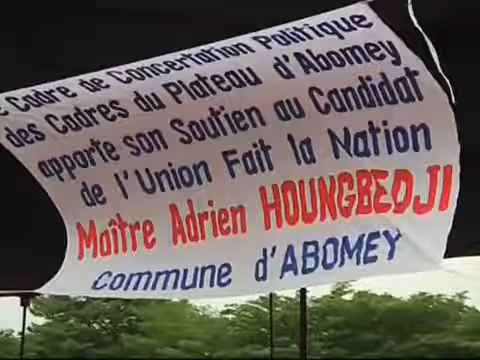 Cadre de Concertation Politique
des Cadres du Plateau d'Abomey
apporte son Soutien au Candidat
de l'Union Fait la Nation
Maître Adrien HOUNGBEDJI
Commune d'ABOMEY